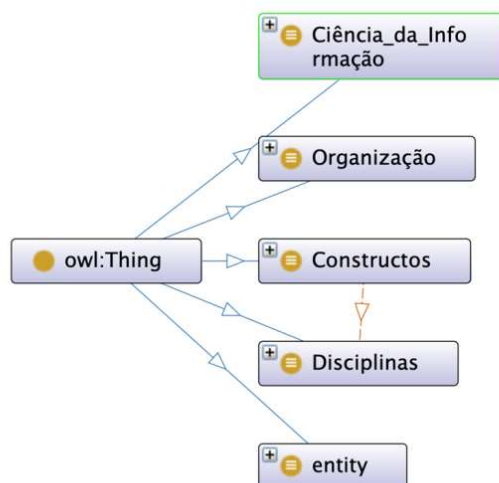 Ciência_da_Info
rmação
Organização
owl:Thing
Constructos
Disciplinas
entity